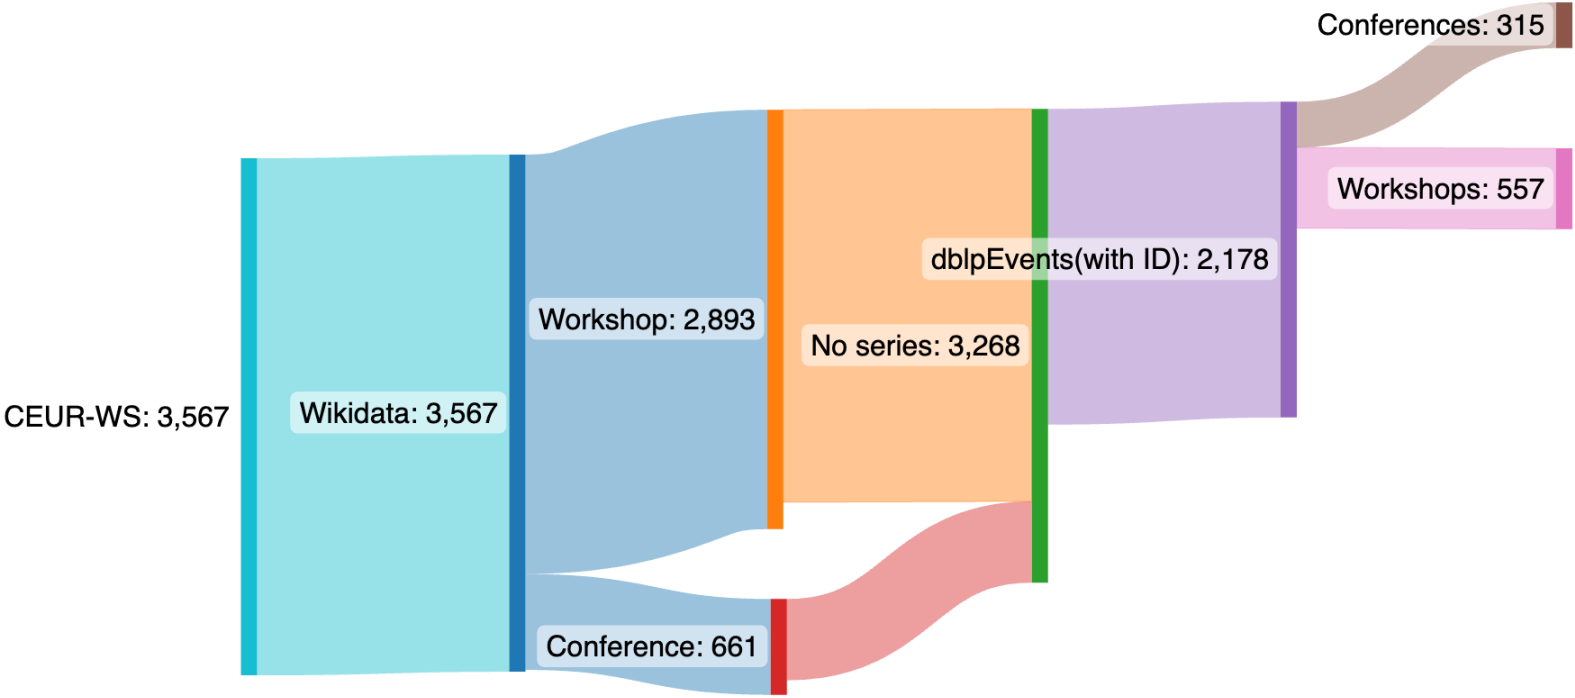 CEUR-WS: 3,567
Wikidata: 3,567
Workshop: 2,893
Conference: 661
No series: 3,268
dblpEvents(with ID): 2,178
Conferences: 315
Workshops: 557